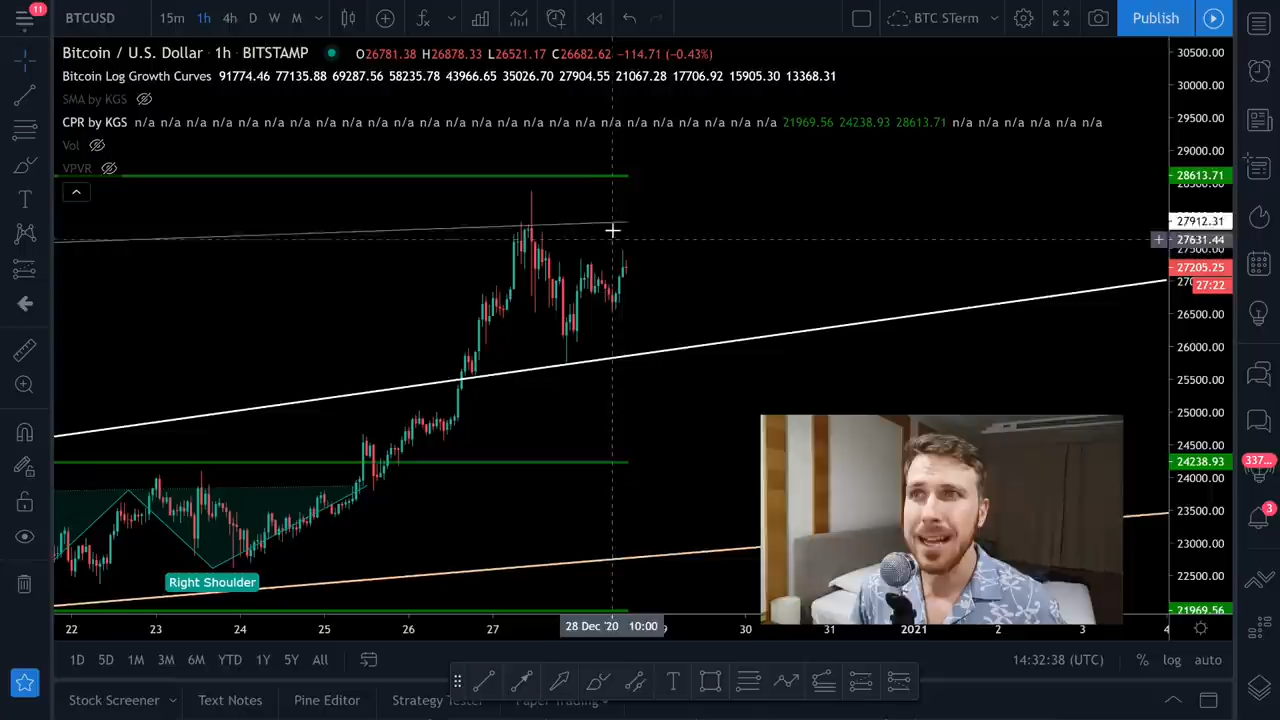 11 BTCUSD 15m 1h 4h D W M BTC STerm Publish
Bitcoin / U.S. Dollar · 1h · BITSTAMP O26781.38 H26878.33 L26521.17 C26682.62 −114.71 (−0.43%)
Bitcoin Log Growth Curves 91774.46 77135.88 69287.56 58235.78 43966.65 35026.70 27904.55 21067.28 17706.92 15905.30 13368.31
SMA by KGS
CPR by KGS n/a n/a n/a n/a n/a n/a n/a n/a n/a n/a n/a n/a n/a n/a n/a n/a n/a n/a n/a n/a n/a n/a n/a 21969.56 24238.93 28613.71 n/a n/a n/a n/a n/a
Vol
VPVR
30500.00
30000.00
29500.00
29000.00
28613.71
27912.31
27631.44
27205.25
27:22
26500.00
26000.00
25500.00
25000.00
24500.00
24238.93
337...
23500.00
3
23000.00
22500.00
21969.56
Right Shoulder
22 23 24 25 26 27 28 Dec '20 10:00 30 31 2021 2 3 4
1D 5D 1M 3M 6M YTD 1Y 5Y All 14:32:38 (UTC) % log auto
Stock Screener Text Notes Pine Editor Strategy Tester Paper Trading